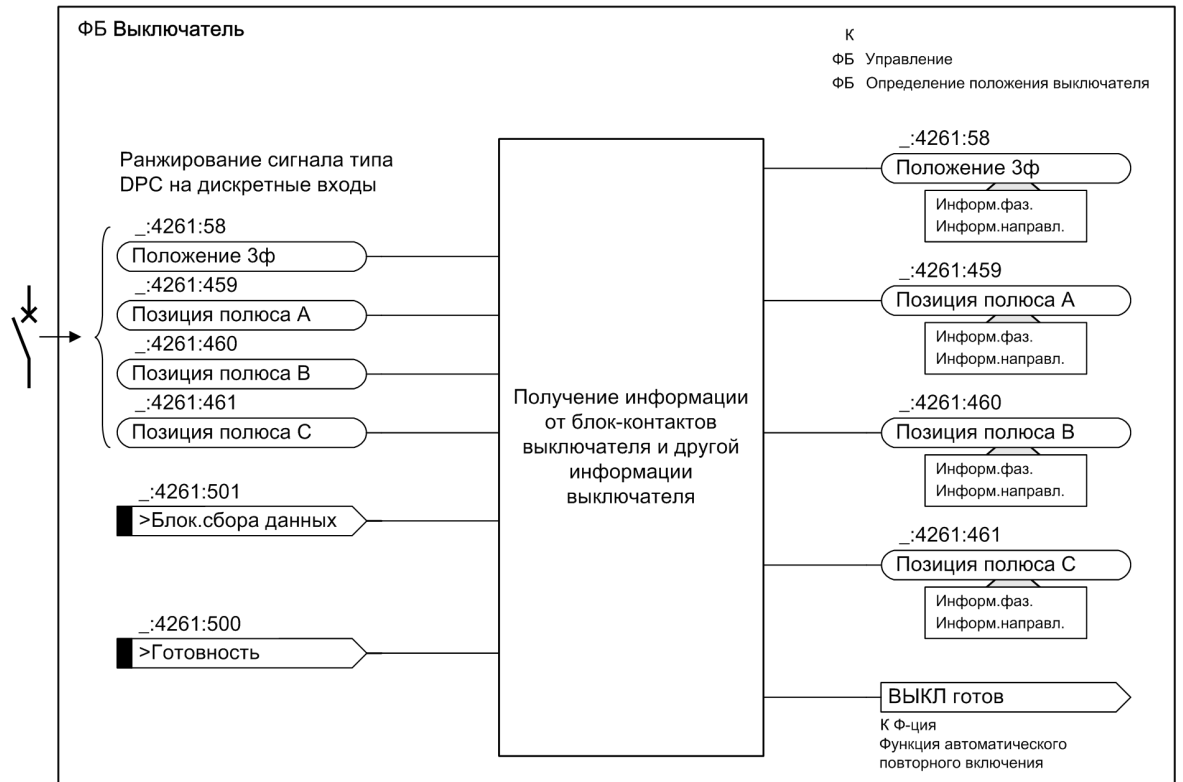 ФБ Выключатель
К
ФБ Управление
ФБ Определение положения выключателя
Ранжирование сигнала типа
DPC на дискретные входы
_:4261:58
Положение 3ф
_:4261:459
Позиция полюса A
_:4261:460
Позиция полюса B
_:4261:461
Позиция полюса C
_:4261:501
>Блок.сбора данных
_:4261:500
>Готовность
Получение информации
от блок-контактов
выключателя и другой
информации
выключателя
_:4261:58
Положение 3ф
Информ.фаз.
Информ.направл.
_:4261:459
Позиция полюса A
Информ.фаз.
Информ.направл.
_:4261:460
Позиция полюса B
Информ.фаз.
Информ.направл.
_:4261:461
Позиция полюса C
Информ.фаз.
Информ.направл.
ВЫКЛ готов
К Ф-ция
Функция автоматического
повторного включения